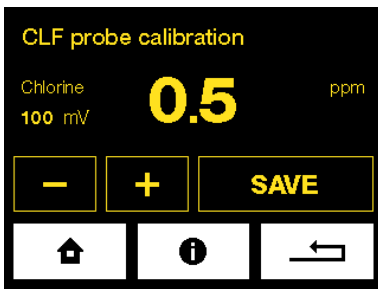 CLF probe calibration
Chlorine
0.5 ppm
100 mV
− + SAVE